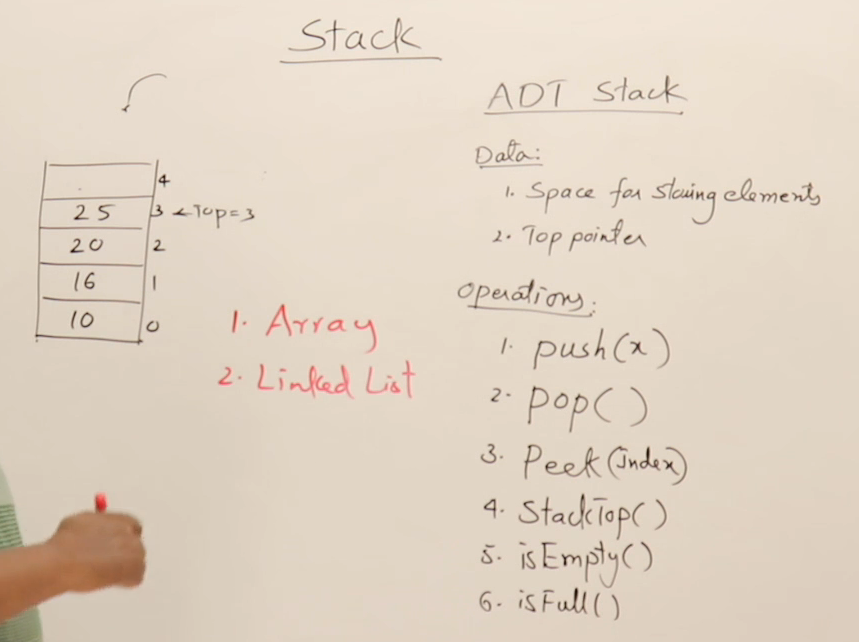 Stack
4
25 3 ← Top=3
20 2
16 1
10 0
1. Array
2. Linked List
ADT Stack
Data:
1. Space for storing elements
2. Top pointer
Operations:
1. push(x)
2. pop()
3. Peek(index)
4. StackTop()
5. isEmpty()
6. isFull()